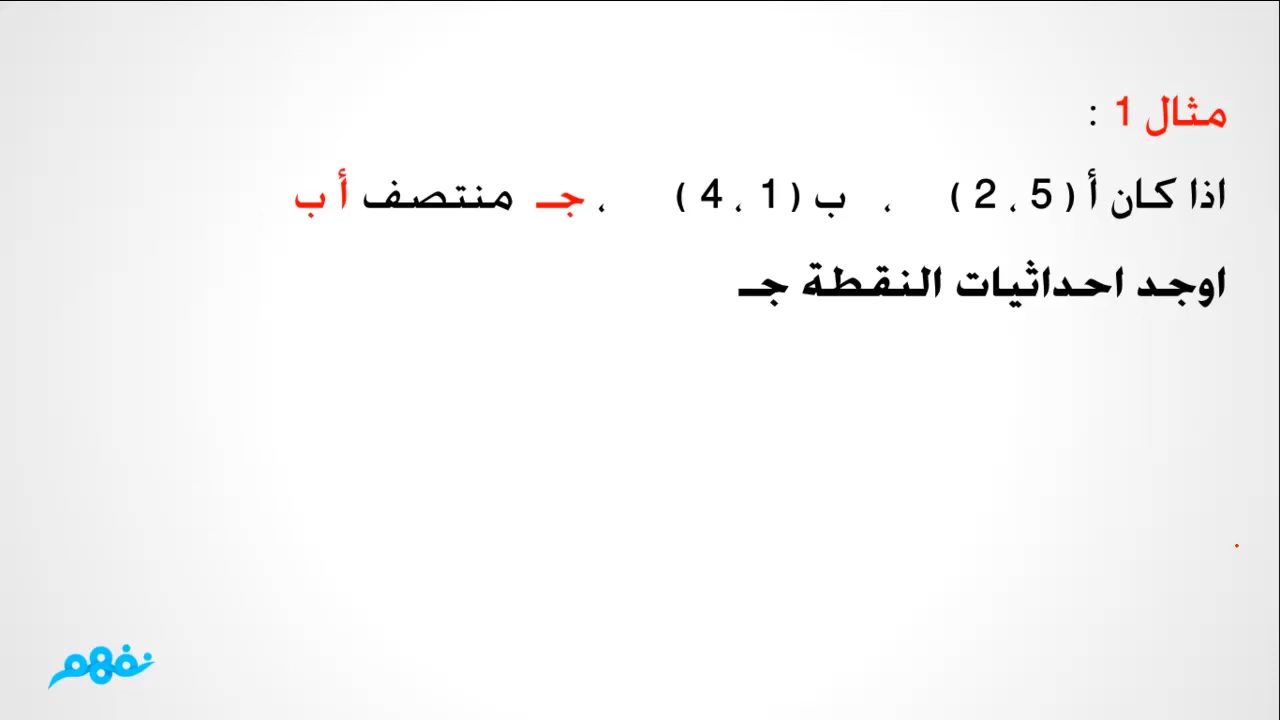 مثال 1 :
اذا كان أ ( 5 ، 2 ) ، ب ( 1 ، 4 ) ، جـ منتصف أ ب
اوجد احداثيات النقطة جـ
نفهم